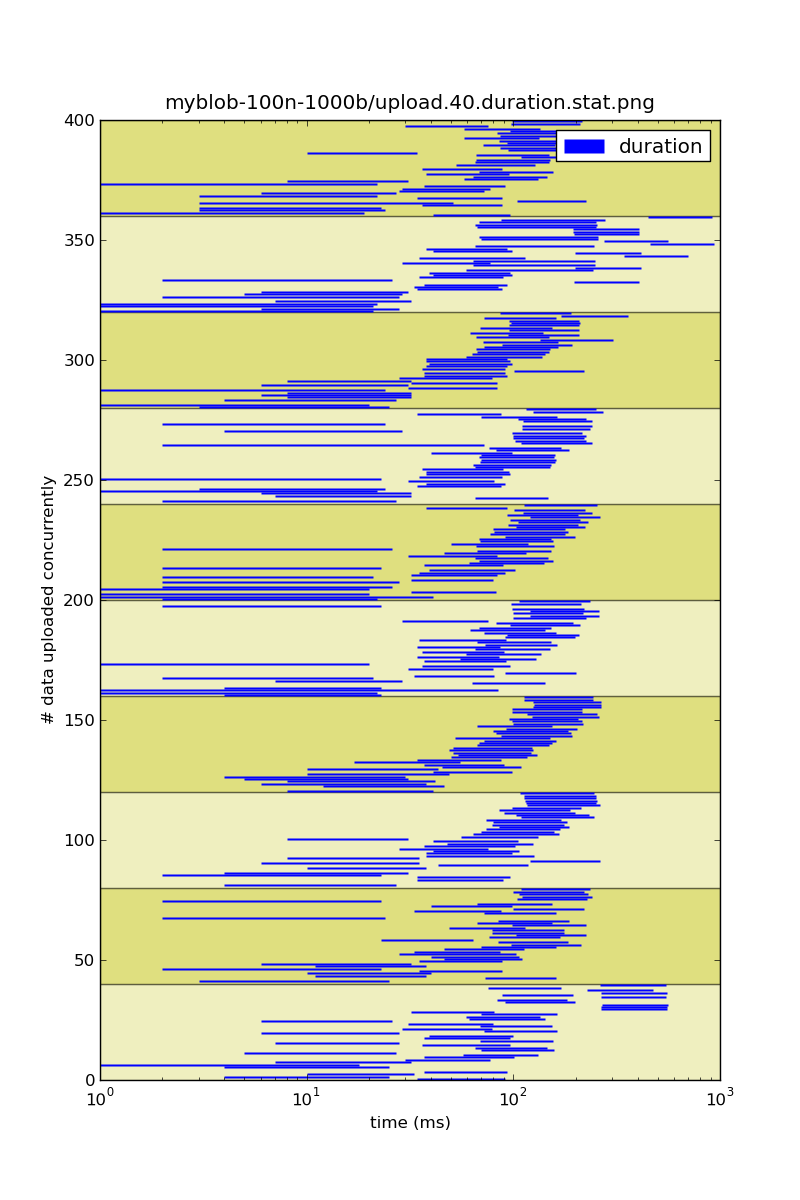 myblob-100n-1000b/upload.40.duration.stat.png
duration
400
350
300
250
200
150
100
50
0
# data uploaded concurrently
10^0 10^1 10^2 10^3
time (ms)